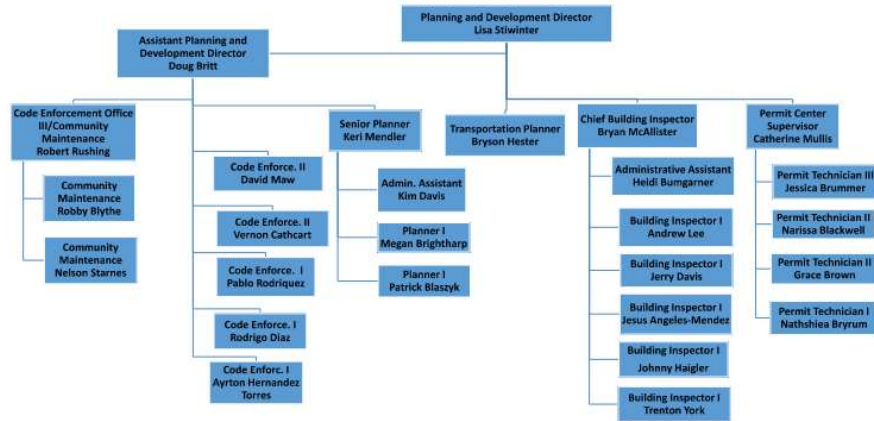 Planning and Development Director
Lisa Stiwinter
Assistant Planning and
Development Director
Doug Britt
Code Enforcement Office
III/Community
Maintenance
Robert Rushing
Community
Maintenance
Robby Blythe
Community
Maintenance
Nelson Starnes
Code Enforce. II
David Maw
Code Enforce. II
Vernon Cathcart
Code Enforce. I
Pablo Rodriquez
Code Enforc. I
Rodrigo Diaz
Code Enforc. I
Ayrton Hernandez
Torres
Senior Planner
Keri Mendler
Admin. Assistant
Kim Davis
Planner I
Megan Brightharp
Planner I
Patrick Blaszyk
Transportation Planner
Bryson Hester
Chief Building Inspector
Bryan McAllister
Administrative Assistant
Heidi Bumgarner
Building Inspector I
Andrew Lee
Building Inspector I
Jerry Davis
Building Inspector I
Jesus Angeles-Mendez
Building Inspector I
Johnny Haigler
Building Inspector I
Trenton York
Permit Center
Supervisor
Catherine Mullis
Permit Technician III
Jessica Brummer
Permit Technician II
Narissa Blackwell
Permit Technician II
Grace Brown
Permit Technician I
Nathshiea Bryrum